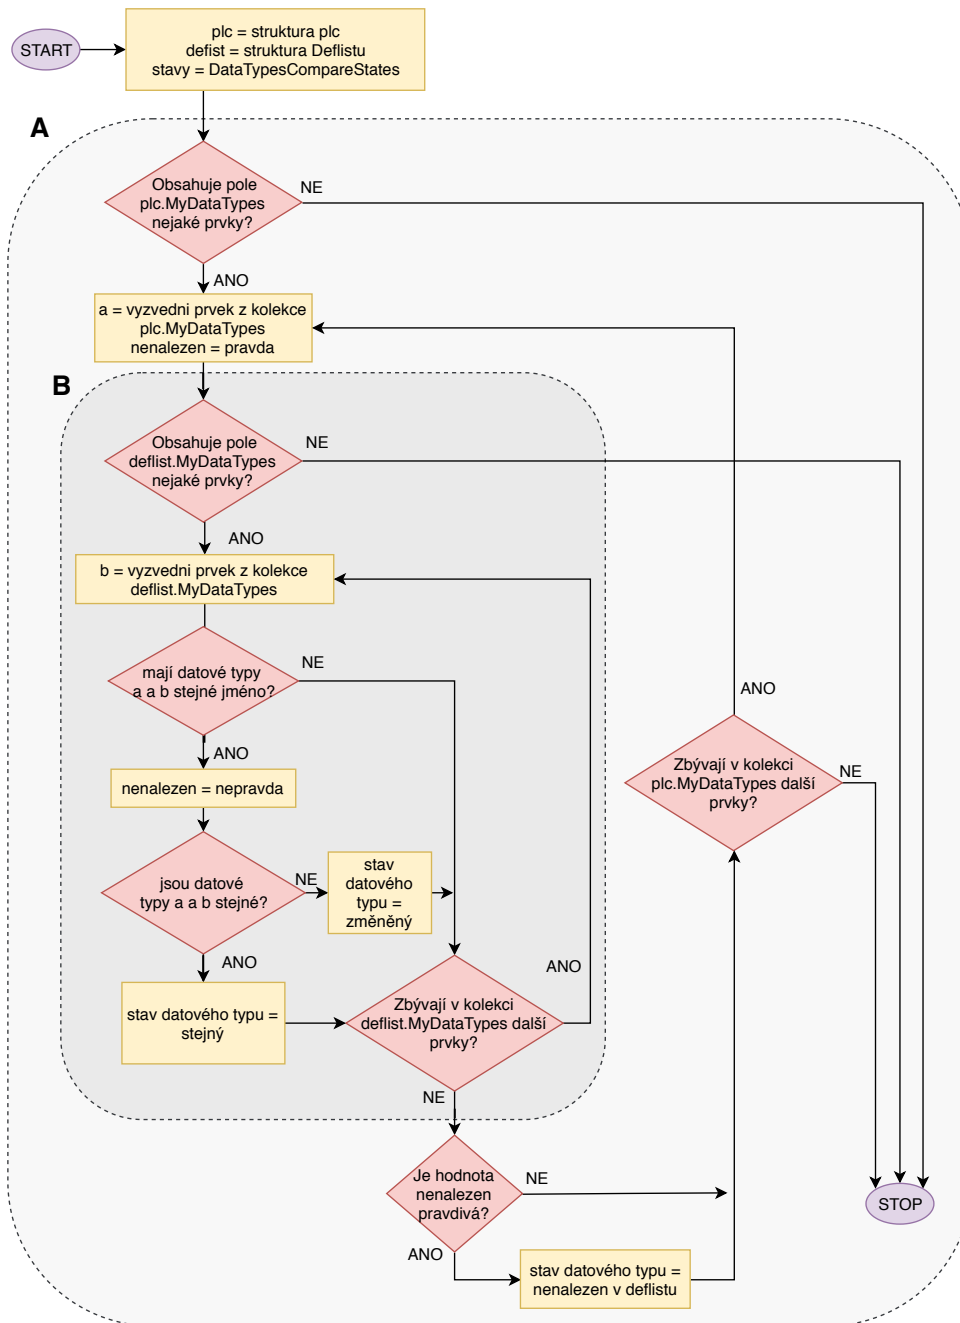 START
plc = struktura plc
defist = struktura Deflistu
stavy = DataTypesCompareStates
A
Obsahuje pole
plc.MyDataTypes
nejaké prvky?
NE
ANO
a = vyzvedni prvek z kolekce
plc.MyDataTypes
nenalezen = pravda
B
Obsahuje pole
deflist.MyDataTypes
nejaké prvky?
NE
ANO
b = vyzvedni prvek z kolekce
deflist.MyDataTypes
mají datové typy
a a b stejné jméno?
NE
ANO
nenalezen = nepravda
jsou datové
typy a a b stejné?
NE
stav
datového
typu =
změněný
ANO
stav datového typu =
stejný
Zbývají v kolekci
deflist.MyDataTypes další
prvky?
ANO
NE
Je hodnota
nenalezen
pravdivá?
NE
ANO
stav datového typu =
nenalezen v deflistu
Zbývají v kolekci
plc.MyDataTypes další
prvky?
ANO
NE
STOP